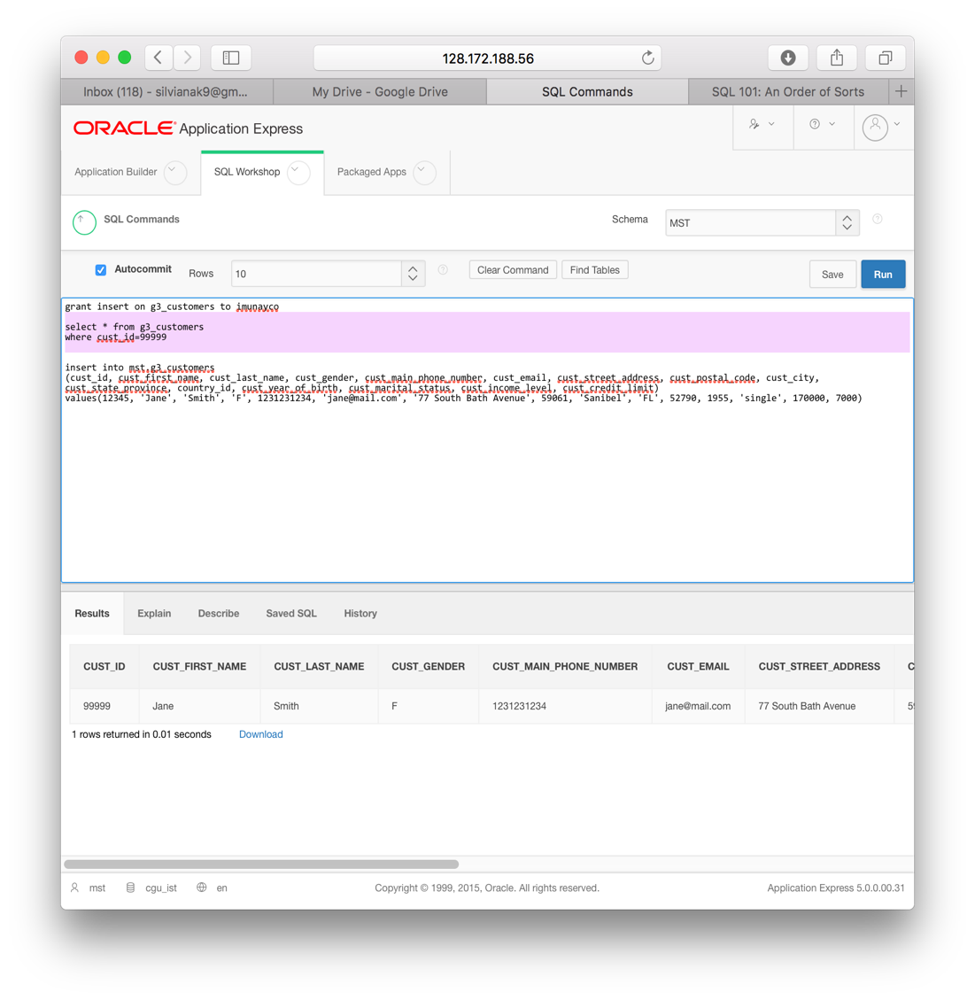 128.172.188.56
Inbox (118) - silvianak9@gm...
My Drive - Google Drive
SQL Commands
SQL 101: An Order of Sorts
ORACLE Application Express
Application Builder
SQL Workshop
Packaged Apps
SQL Commands
Schema
MST
Autocommit
Rows
10
Clear Command
Find Tables
Save
Run
grant insert on g3_customers to imunayco
select * from g3_customers
where cust_id=99999
insert into mst.g3_customers
(cust_id, cust_first_name, cust_last_name, cust_gender, cust_main_phone_number, cust_email, cust_street_address, cust_postal_code, cust_city,
cust_state_province, country_id, cust_year_of_birth, cust_marital_status, cust_income_level, cust_credit_limit)
values(12345, 'Jane', 'Smith', 'F', 1231231234, 'jane@mail.com', '77 South Bath Avenue', 59061, 'Sanibel', 'FL', 52790, 1955, 'single', 170000, 7000)
Results
Explain
Describe
Saved SQL
History
CUST_ID CUST_FIRST_NAME CUST_LAST_NAME CUST_GENDER CUST_MAIN_PHONE_NUMBER CUST_EMAIL CUST_STREET_ADDRESS C
99999 Jane Smith F 1231231234 jane@mail.com 77 South Bath Avenue
1 rows returned in 0.01 seconds
Download
mst
cgu_ist
en
Copyright © 1999, 2015, Oracle. All rights reserved.
Application Express 5.0.0.00.31